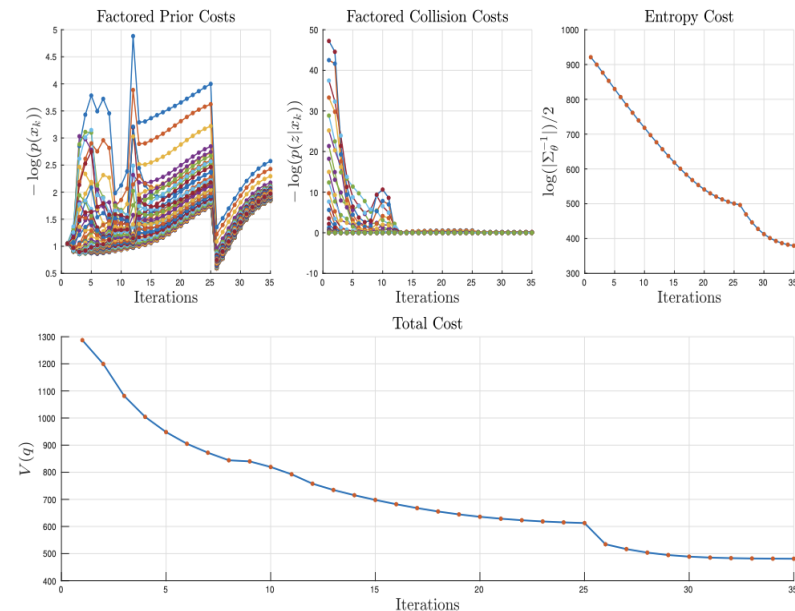 Factored Prior Costs
5
4.5
4
3.5
3
2.5
2
1.5
1
0.5
− log(p(x_k))
0 5 10 15 20 25 30 35
Iterations
Factored Collision Costs
50
40
30
20
10
0
-10
− log(p(z|x_k))
0 5 10 15 20 25 30 35
Iterations
Entropy Cost
1000
900
800
700
600
500
400
300
log(|Σ_θ^{-1}|)/2
0 5 10 15 20 25 30 35
Iterations
Total Cost
1300
1200
1100
1000
900
800
700
600
500
400
V(q)
0 5 10 15 20 25 30 35
Iterations